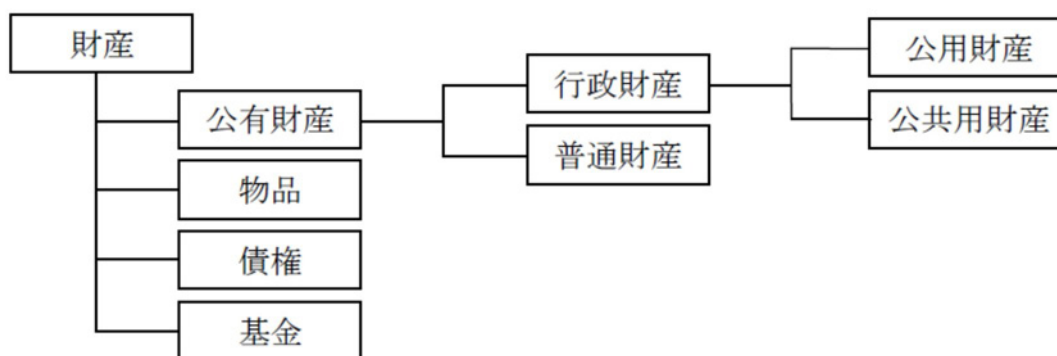 財産
公有財産
物品
債権
基金
行政財産
普通財産
公用財産
公共用財産